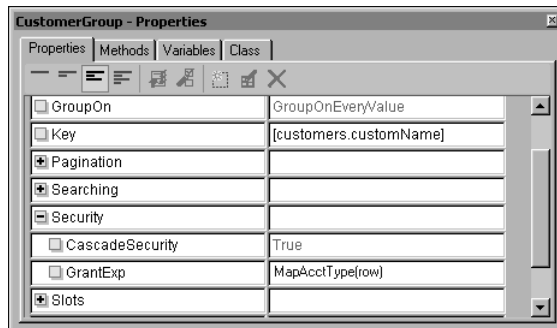 CustomerGroup - Properties
Properties Methods Variables Class
GroupOn GroupOnEveryValue
Key [customers.customName]
Pagination
Searching
Security
CascadeSecurity True
GrantExp MapAcctType(row)
Slots